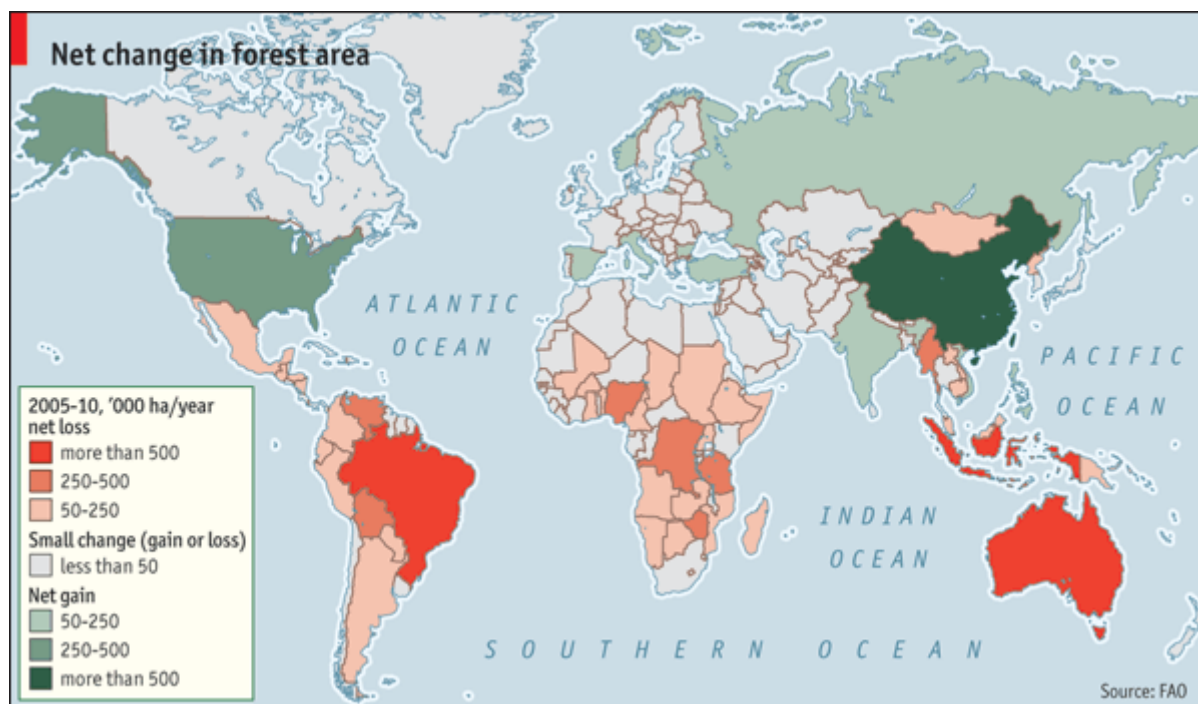 Net change in forest area
ATLANTIC
OCEAN
PACIFIC
OCEAN
INDIAN
OCEAN
SOUTHERN OCEAN
2005-10, '000 ha/year
net loss
more than 500
250-500
50-250
Small change (gain or loss)
less than 50
Net gain
50-250
250-500
more than 500
Source: FAO